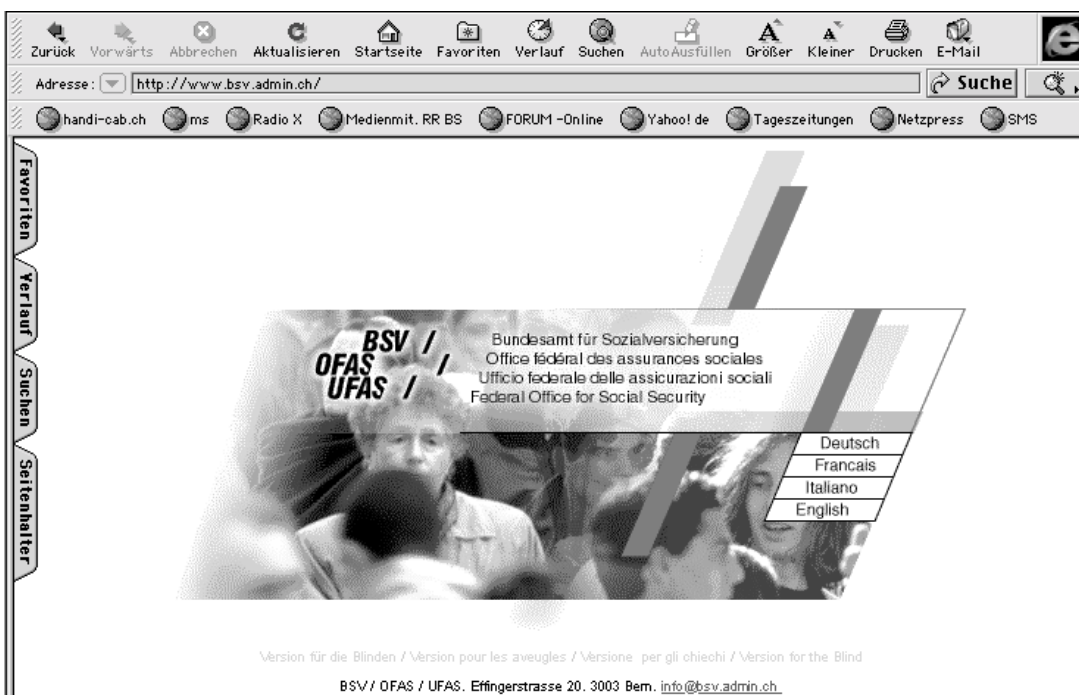 Zurück Vorwärts Abbrechen Aktualisieren Startseite Favoriten Verlauf Suchen AutoAusfüllen Größer Kleiner Drucken E-Mail
Adresse: http://www.bsv.admin.ch/ Suche
handi-cab.ch ms Radio X Medienmit. RR BS FORUM -Online Yahoo! de Tageszeitungen Netzpress SMS
Favoriten
Verlauf
Suchen
Seitenhalter
BSV /
OFAS /
UFAS /
Bundesamt für Sozialversicherung
Office fédéral des assurances sociales
Ufficio federale delle assicurazioni sociali
Federal Office for Social Security
Deutsch
Francais
Italiano
English
Version für die Blinden / Version pour les aveugles / Versione per gli chiechi / Version for the Blind
BSV / OFAS / UFAS. Effingerstrasse 20. 3003 Bern. info@bsv.admin.ch